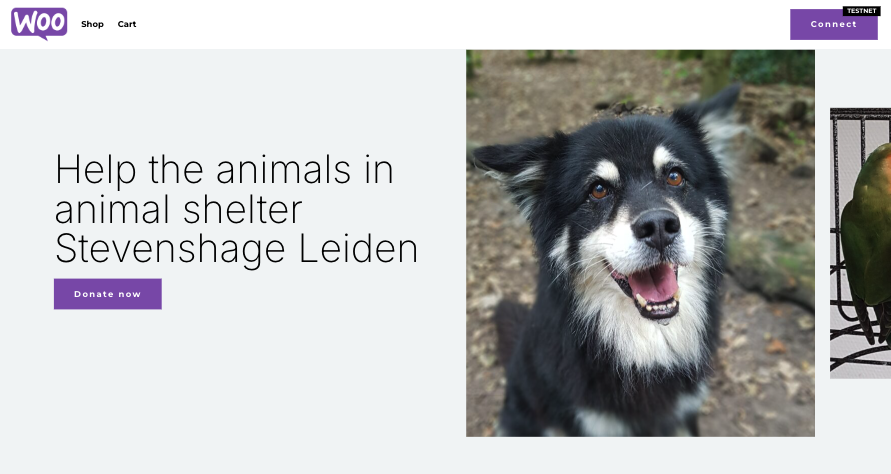 WOO
Shop
Cart
TESTNET
Connect
Help the animals in
animal shelter
Stevenshage Leiden
Donate now